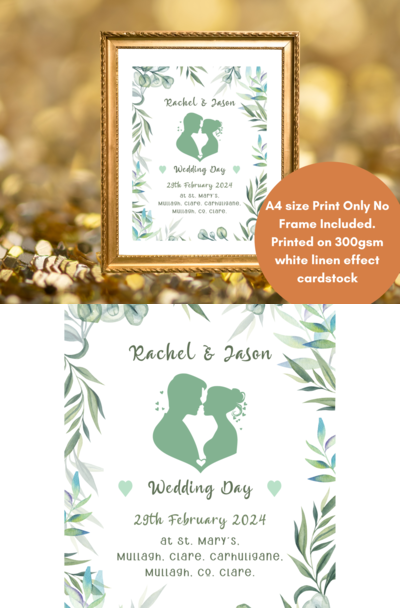 Rachel & Jason
Wedding Day
29th February 2024
at St. Mary's,
Mullagh, Clare, Carhuligane,
Mullagh, Co. Clare.
A4 size Print Only No
Frame Included.
Printed on 300gsm
white linen effect
cardstock
Rachel & Jason
Wedding Day
29th February 2024
at St. Mary's,
Mullagh, Clare, Carhuligane,
Mullagh, Co. Clare.